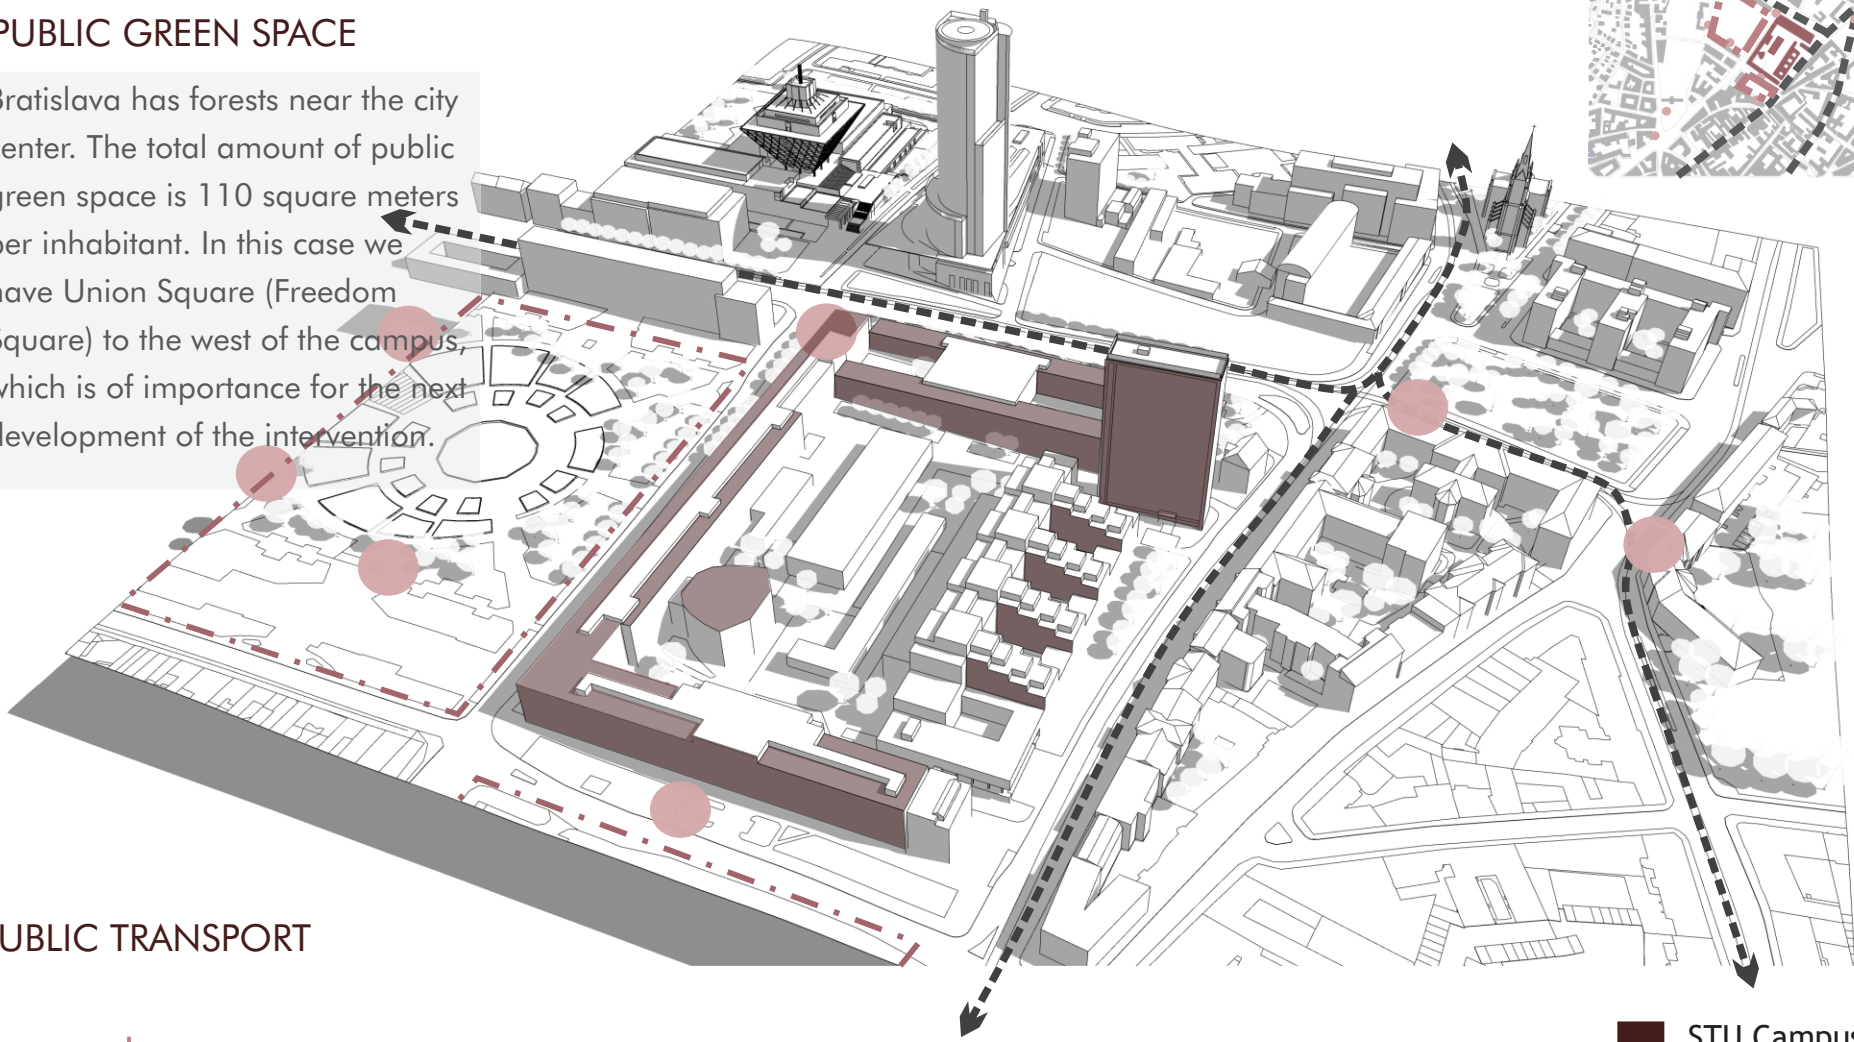 PUBLIC GREEN SPACE
Bratislava has forests near the city
center. The total amount of public
green space is 110 square meters
per inhabitant. In this case we
have Union Square (Freedom
Square) to the west of the campus,
which is of importance for the next
development of the intervention.
UBLIC TRANSPORT
STU Campus